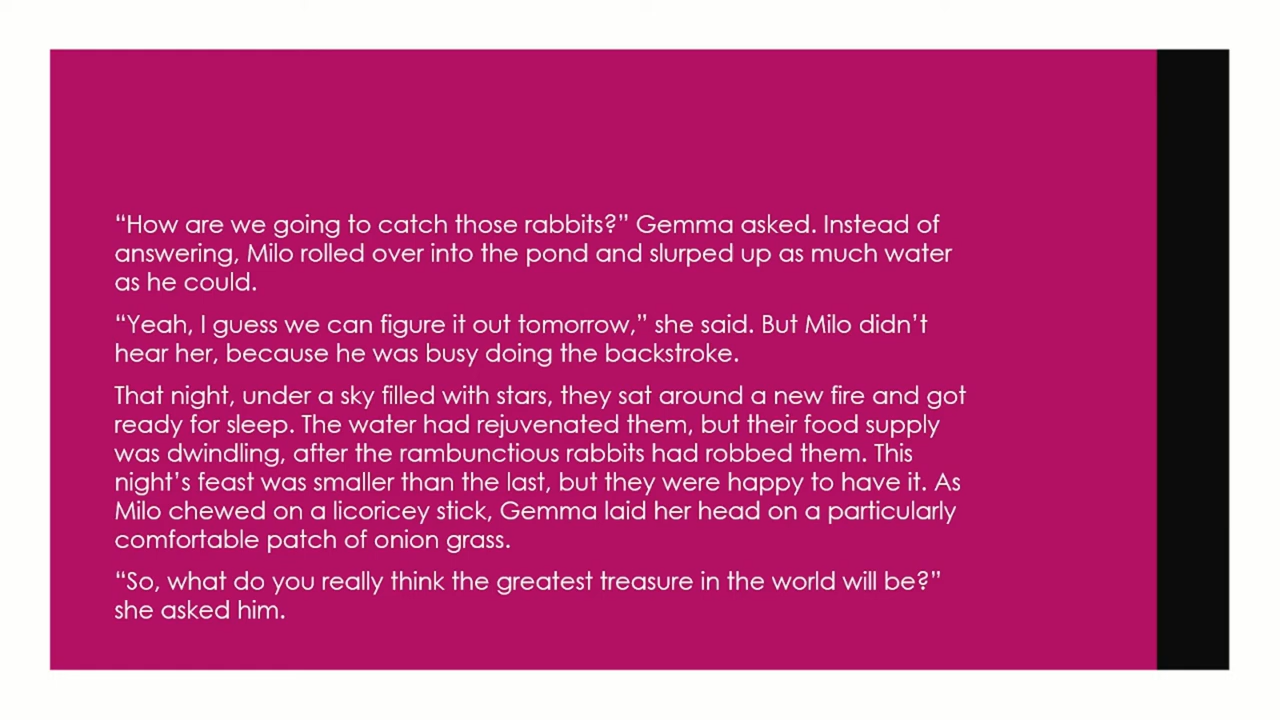 “How are we going to catch those rabbits?” Gemma asked. Instead of
answering, Milo rolled over into the pond and slurped up as much water
as he could.
“Yeah, I guess we can figure it out tomorrow,” she said. But Milo didn’t
hear her, because he was busy doing the backstroke.
That night, under a sky filled with stars, they sat around a new fire and got
ready for sleep. The water had rejuvenated them, but their food supply
was dwindling, after the rambunctious rabbits had robbed them. This
night’s feast was smaller than the last, but they were happy to have it. As
Milo chewed on a licoricey stick, Gemma laid her head on a particularly
comfortable patch of onion grass.
“So, what do you really think the greatest treasure in the world will be?”
she asked him.